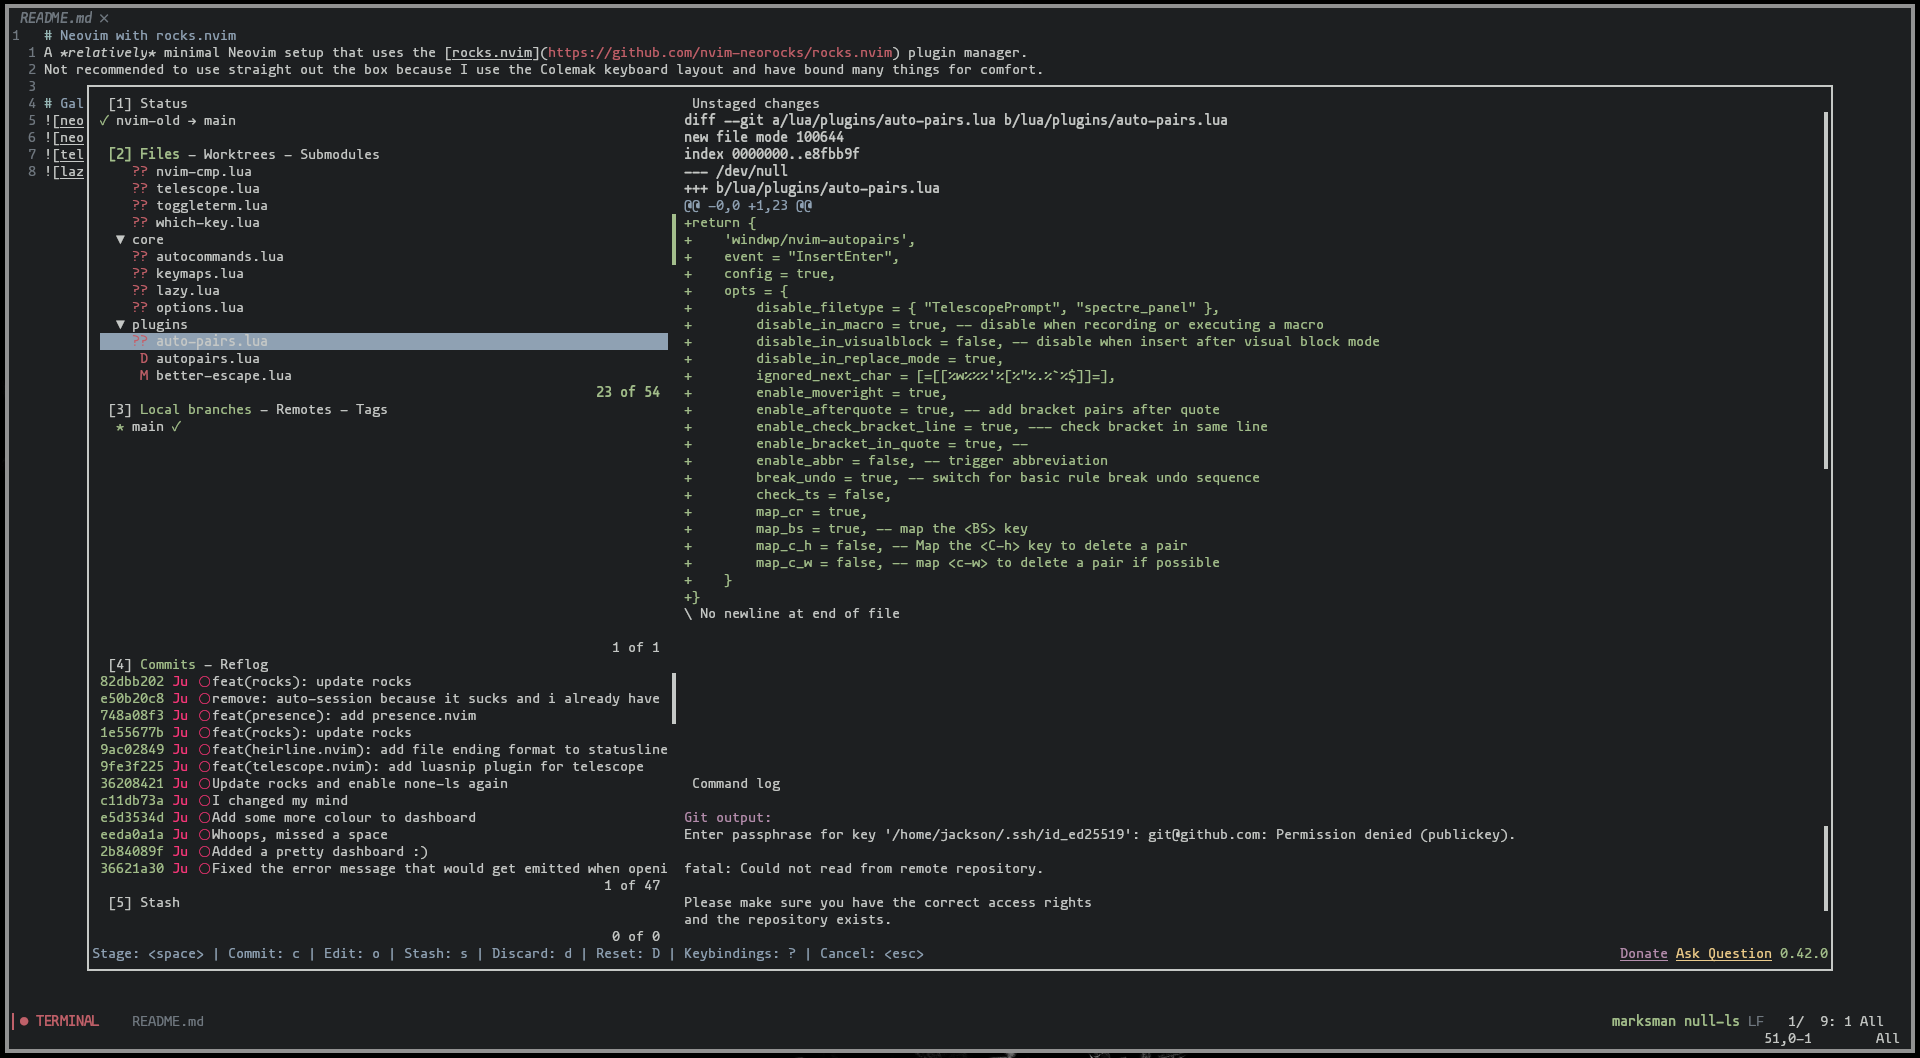 README.md ×
1 # Neovim with rocks.nvim
1 A *relatively* minimal Neovim setup that uses the [rocks.nvim](https://github.com/nvim-neorocks/rocks.nvim) plugin manager.
2 Not recommended to use straight out the box because I use the Colemak keyboard layout and have bound many things for comfort.
3
4 # Gal
5 ![neo
6 ![neo
7 ![tel
8 ![laz
[1] Status
✓ nvim-old → main
[2] Files - Worktrees - Submodules
?? nvim-cmp.lua
?? telescope.lua
?? toggleterm.lua
?? which-key.lua
▼ core
?? autocommands.lua
?? keymaps.lua
?? lazy.lua
?? options.lua
▼ plugins
?? auto-pairs.lua
D autopairs.lua
M better-escape.lua
23 of 54
[3] Local branches - Remotes - Tags
* main ✓
1 of 1
[4] Commits - Reflog
82dbb202 Ju ○feat(rocks): update rocks
e50b20c8 Ju ○remove: auto-session because it sucks and i already have
748a08f3 Ju ○feat(presence): add presence.nvim
1e55677b Ju ○feat(rocks): update rocks
9ac02849 Ju ○feat(heirline.nvim): add file ending format to statusline
9fe3f225 Ju ○feat(telescope.nvim): add luasnip plugin for telescope
36208421 Ju ○Update rocks and enable none-ls again
c11db73a Ju ○I changed my mind
e5d3534d Ju ○Add some more colour to dashboard
eeda0a1a Ju ○Whoops, missed a space
2b84089f Ju ○Added a pretty dashboard :)
36621a30 Ju ○Fixed the error message that would get emitted when openi
1 of 47
[5] Stash
0 of 0
Unstaged changes
diff --git a/lua/plugins/auto-pairs.lua b/lua/plugins/auto-pairs.lua
new file mode 100644
index 0000000..e8fbb9f
--- /dev/null
+++ b/lua/plugins/auto-pairs.lua
@@ -0,0 +1,23 @@
+return {
+    'windwp/nvim-autopairs',
+    event = "InsertEnter",
+    config = true,
+    opts = {
+        disable_filetype = { "TelescopePrompt", "spectre_panel" },
+        disable_in_macro = true, -- disable when recording or executing a macro
+        disable_in_visualblock = false, -- disable when insert after visual block mode
+        disable_in_replace_mode = true,
+        ignored_next_char = [=[[%w%%%'%[%"%.%`%$]]=],
+        enable_moveright = true,
+        enable_afterquote = true, -- add bracket pairs after quote
+        enable_check_bracket_line = true, --- check bracket in same line
+        enable_bracket_in_quote = true, --
+        enable_abbr = false, -- trigger abbreviation
+        break_undo = true, -- switch for basic rule break undo sequence
+        check_ts = false,
+        map_cr = true,
+        map_bs = true, -- map the <BS> key
+        map_c_h = false, -- Map the <C-h> key to delete a pair
+        map_c_w = false, -- map <c-w> to delete a pair if possible
+    }
+}
\ No newline at end of file
Command log
Git output:
Enter passphrase for key '/home/jackson/.ssh/id_ed25519': git@github.com: Permission denied (publickey).
fatal: Could not read from remote repository.
Please make sure you have the correct access rights
and the repository exists.
Stage: <space> | Commit: c | Edit: o | Stash: s | Discard: d | Reset: D | Keybindings: ? | Cancel: <esc>
Donate Ask Question 0.42.0
● TERMINAL README.md
marksman null-ls LF 1/ 9: 1 All
51,0-1 All